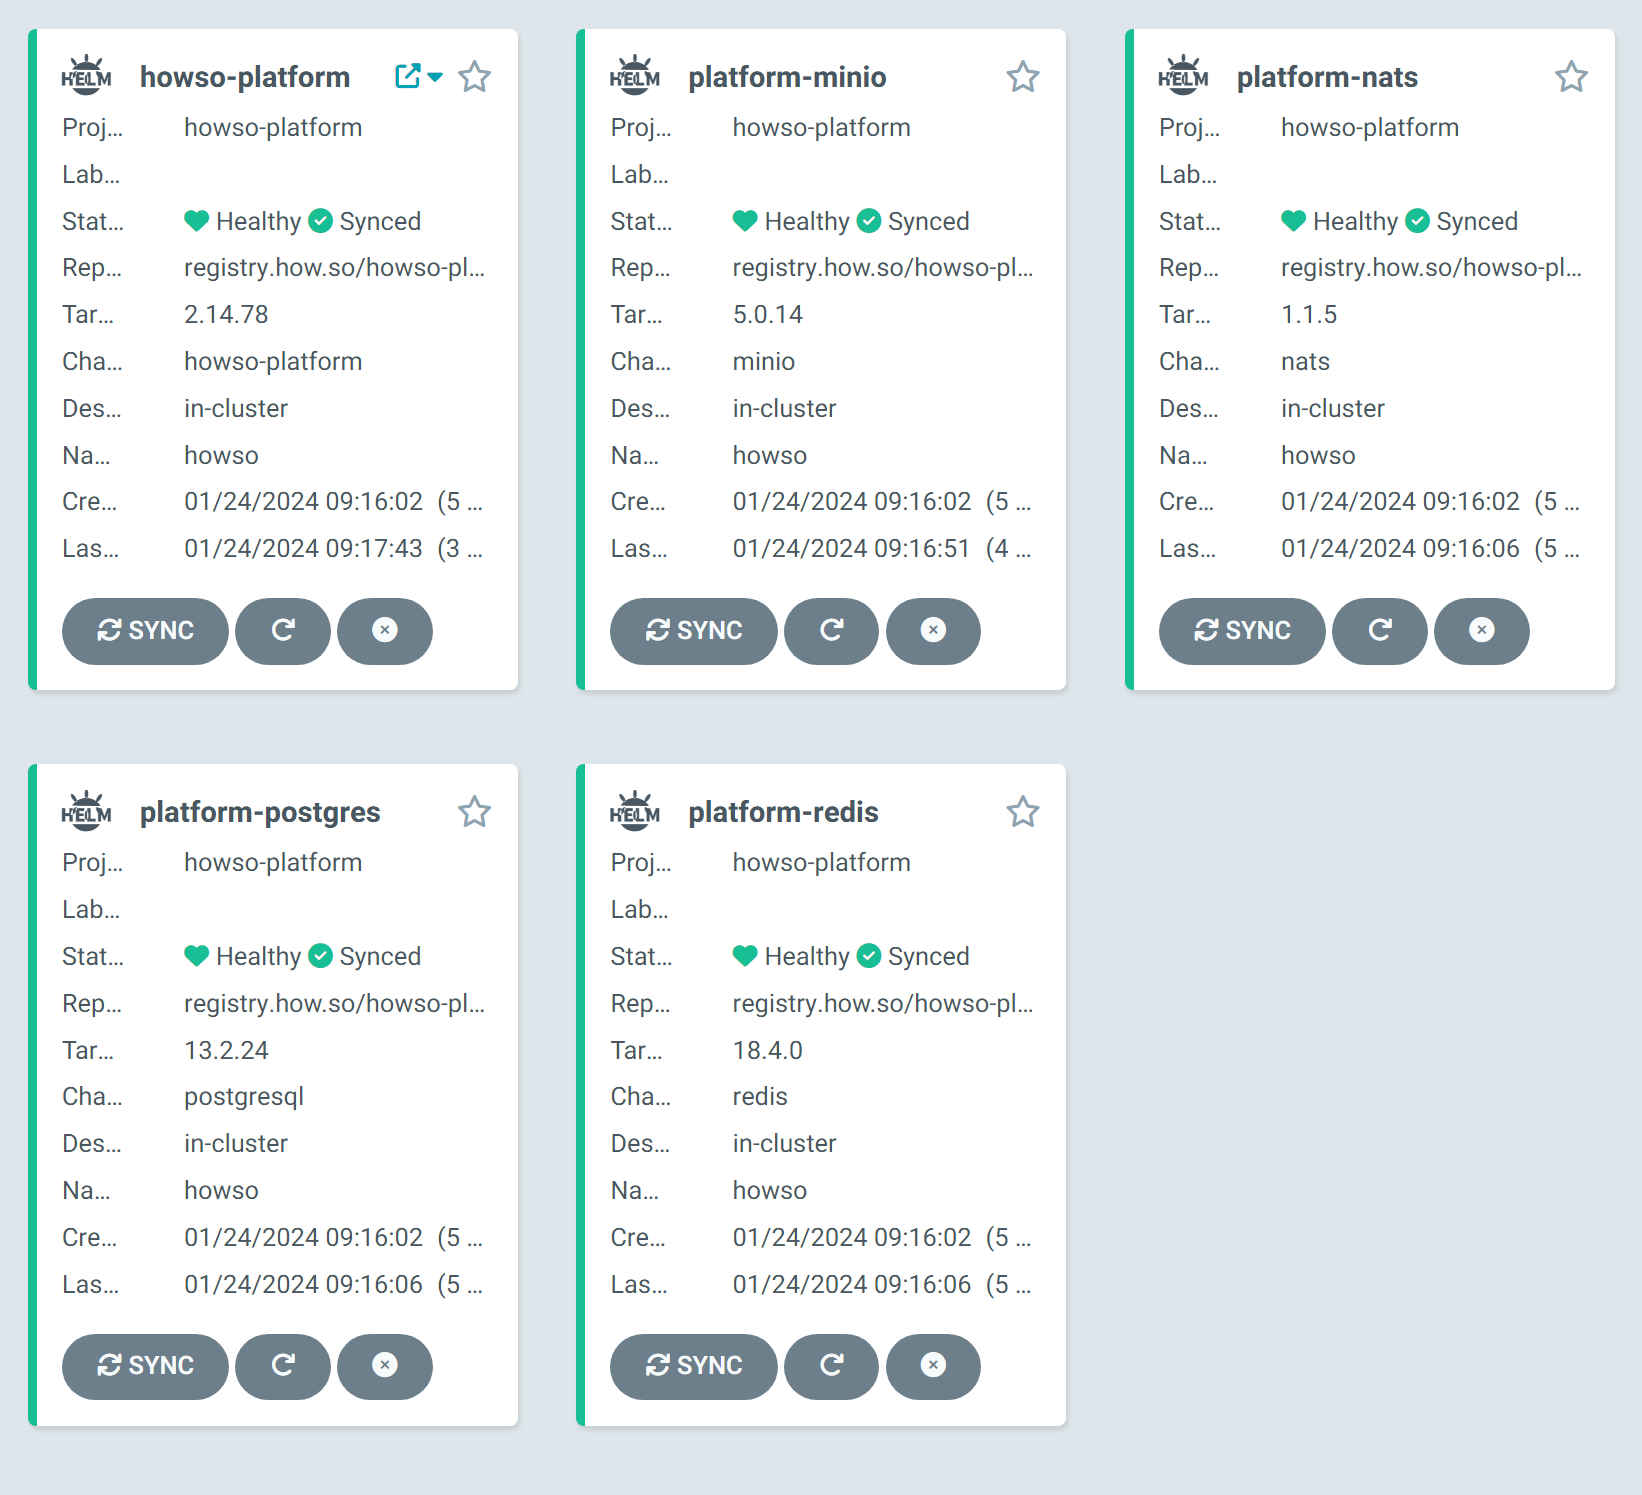 HELM howso-platform
Proj... howso-platform
Lab...
Stat... Healthy Synced
Rep... registry.how.so/howso-pl...
Tar... 2.14.78
Cha... howso-platform
Des... in-cluster
Na... howso
Cre... 01/24/2024 09:16:02 (5 ...
Las... 01/24/2024 09:17:43 (3 ...
SYNC
HELM platform-minio
Proj... howso-platform
Lab...
Stat... Healthy Synced
Rep... registry.how.so/howso-pl...
Tar... 5.0.14
Cha... minio
Des... in-cluster
Na... howso
Cre... 01/24/2024 09:16:02 (5 ...
Las... 01/24/2024 09:16:51 (4 ...
SYNC
HELM platform-nats
Proj... howso-platform
Lab...
Stat... Healthy Synced
Rep... registry.how.so/howso-pl...
Tar... 1.1.5
Cha... nats
Des... in-cluster
Na... howso
Cre... 01/24/2024 09:16:02 (5 ...
Las... 01/24/2024 09:16:06 (5 ...
SYNC
HELM platform-postgres
Proj... howso-platform
Lab...
Stat... Healthy Synced
Rep... registry.how.so/howso-pl...
Tar... 13.2.24
Cha... postgresql
Des... in-cluster
Na... howso
Cre... 01/24/2024 09:16:02 (5 ...
Las... 01/24/2024 09:16:06 (5 ...
SYNC
HELM platform-redis
Proj... howso-platform
Lab...
Stat... Healthy Synced
Rep... registry.how.so/howso-pl...
Tar... 18.4.0
Cha... redis
Des... in-cluster
Na... howso
Cre... 01/24/2024 09:16:02 (5 ...
Las... 01/24/2024 09:16:06 (5 ...
SYNC